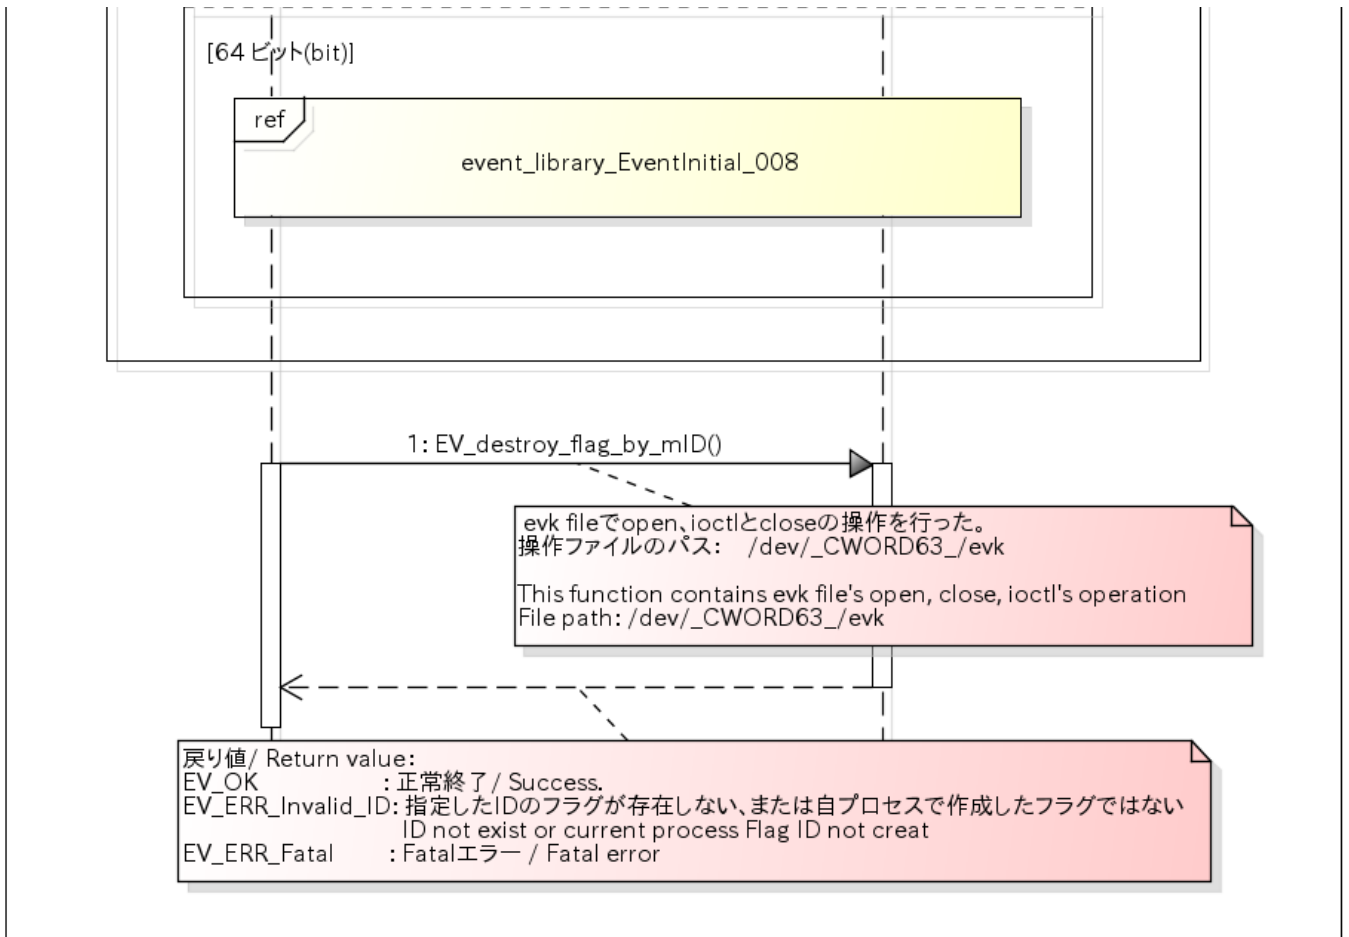 [64 ビット(bit)]
ref
event_library_EventInitial_008
1: EV_destroy_flag_by_mID()
evk fileでopen、ioctlとcloseの操作を行った。
操作ファイルのパス： /dev/_CWORD63_/evk
This function contains evk file's open, close, ioctl's operation
File path: /dev/_CWORD63_/evk
戻り値/ Return value:
EV_OK : 正常終了/ Success.
EV_ERR_Invalid_ID: 指定したIDのフラグが存在しない、または自プロセスで作成したフラグではない
ID not exist or current process Flag ID not creat
EV_ERR_Fatal : Fatalエラー / Fatal error